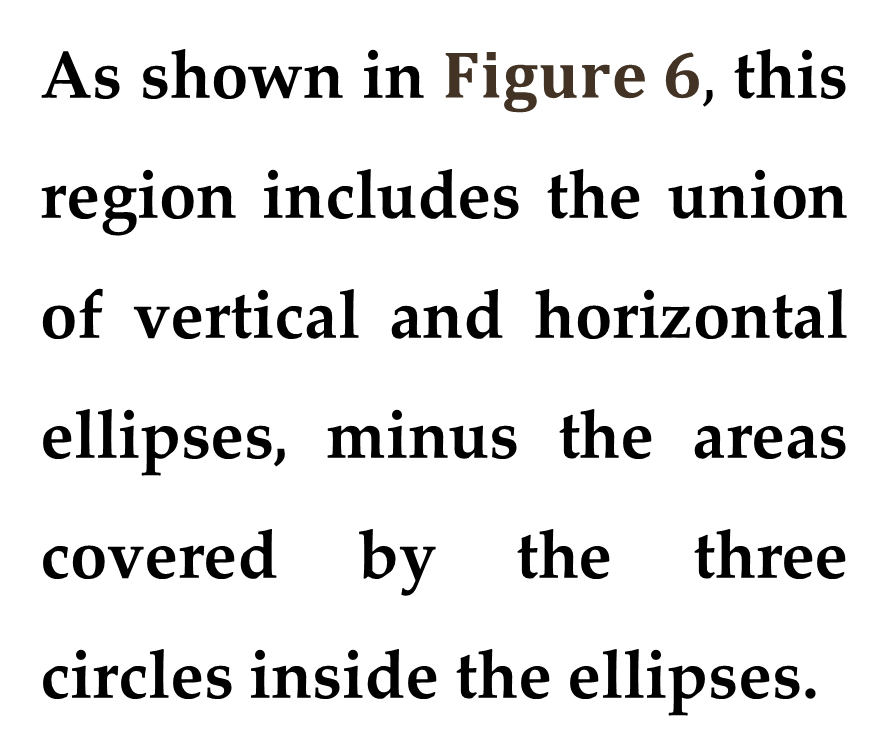 As shown in Figure 6, this
region includes the union
of vertical and horizontal
ellipses, minus the areas
covered by the three
circles inside the ellipses.